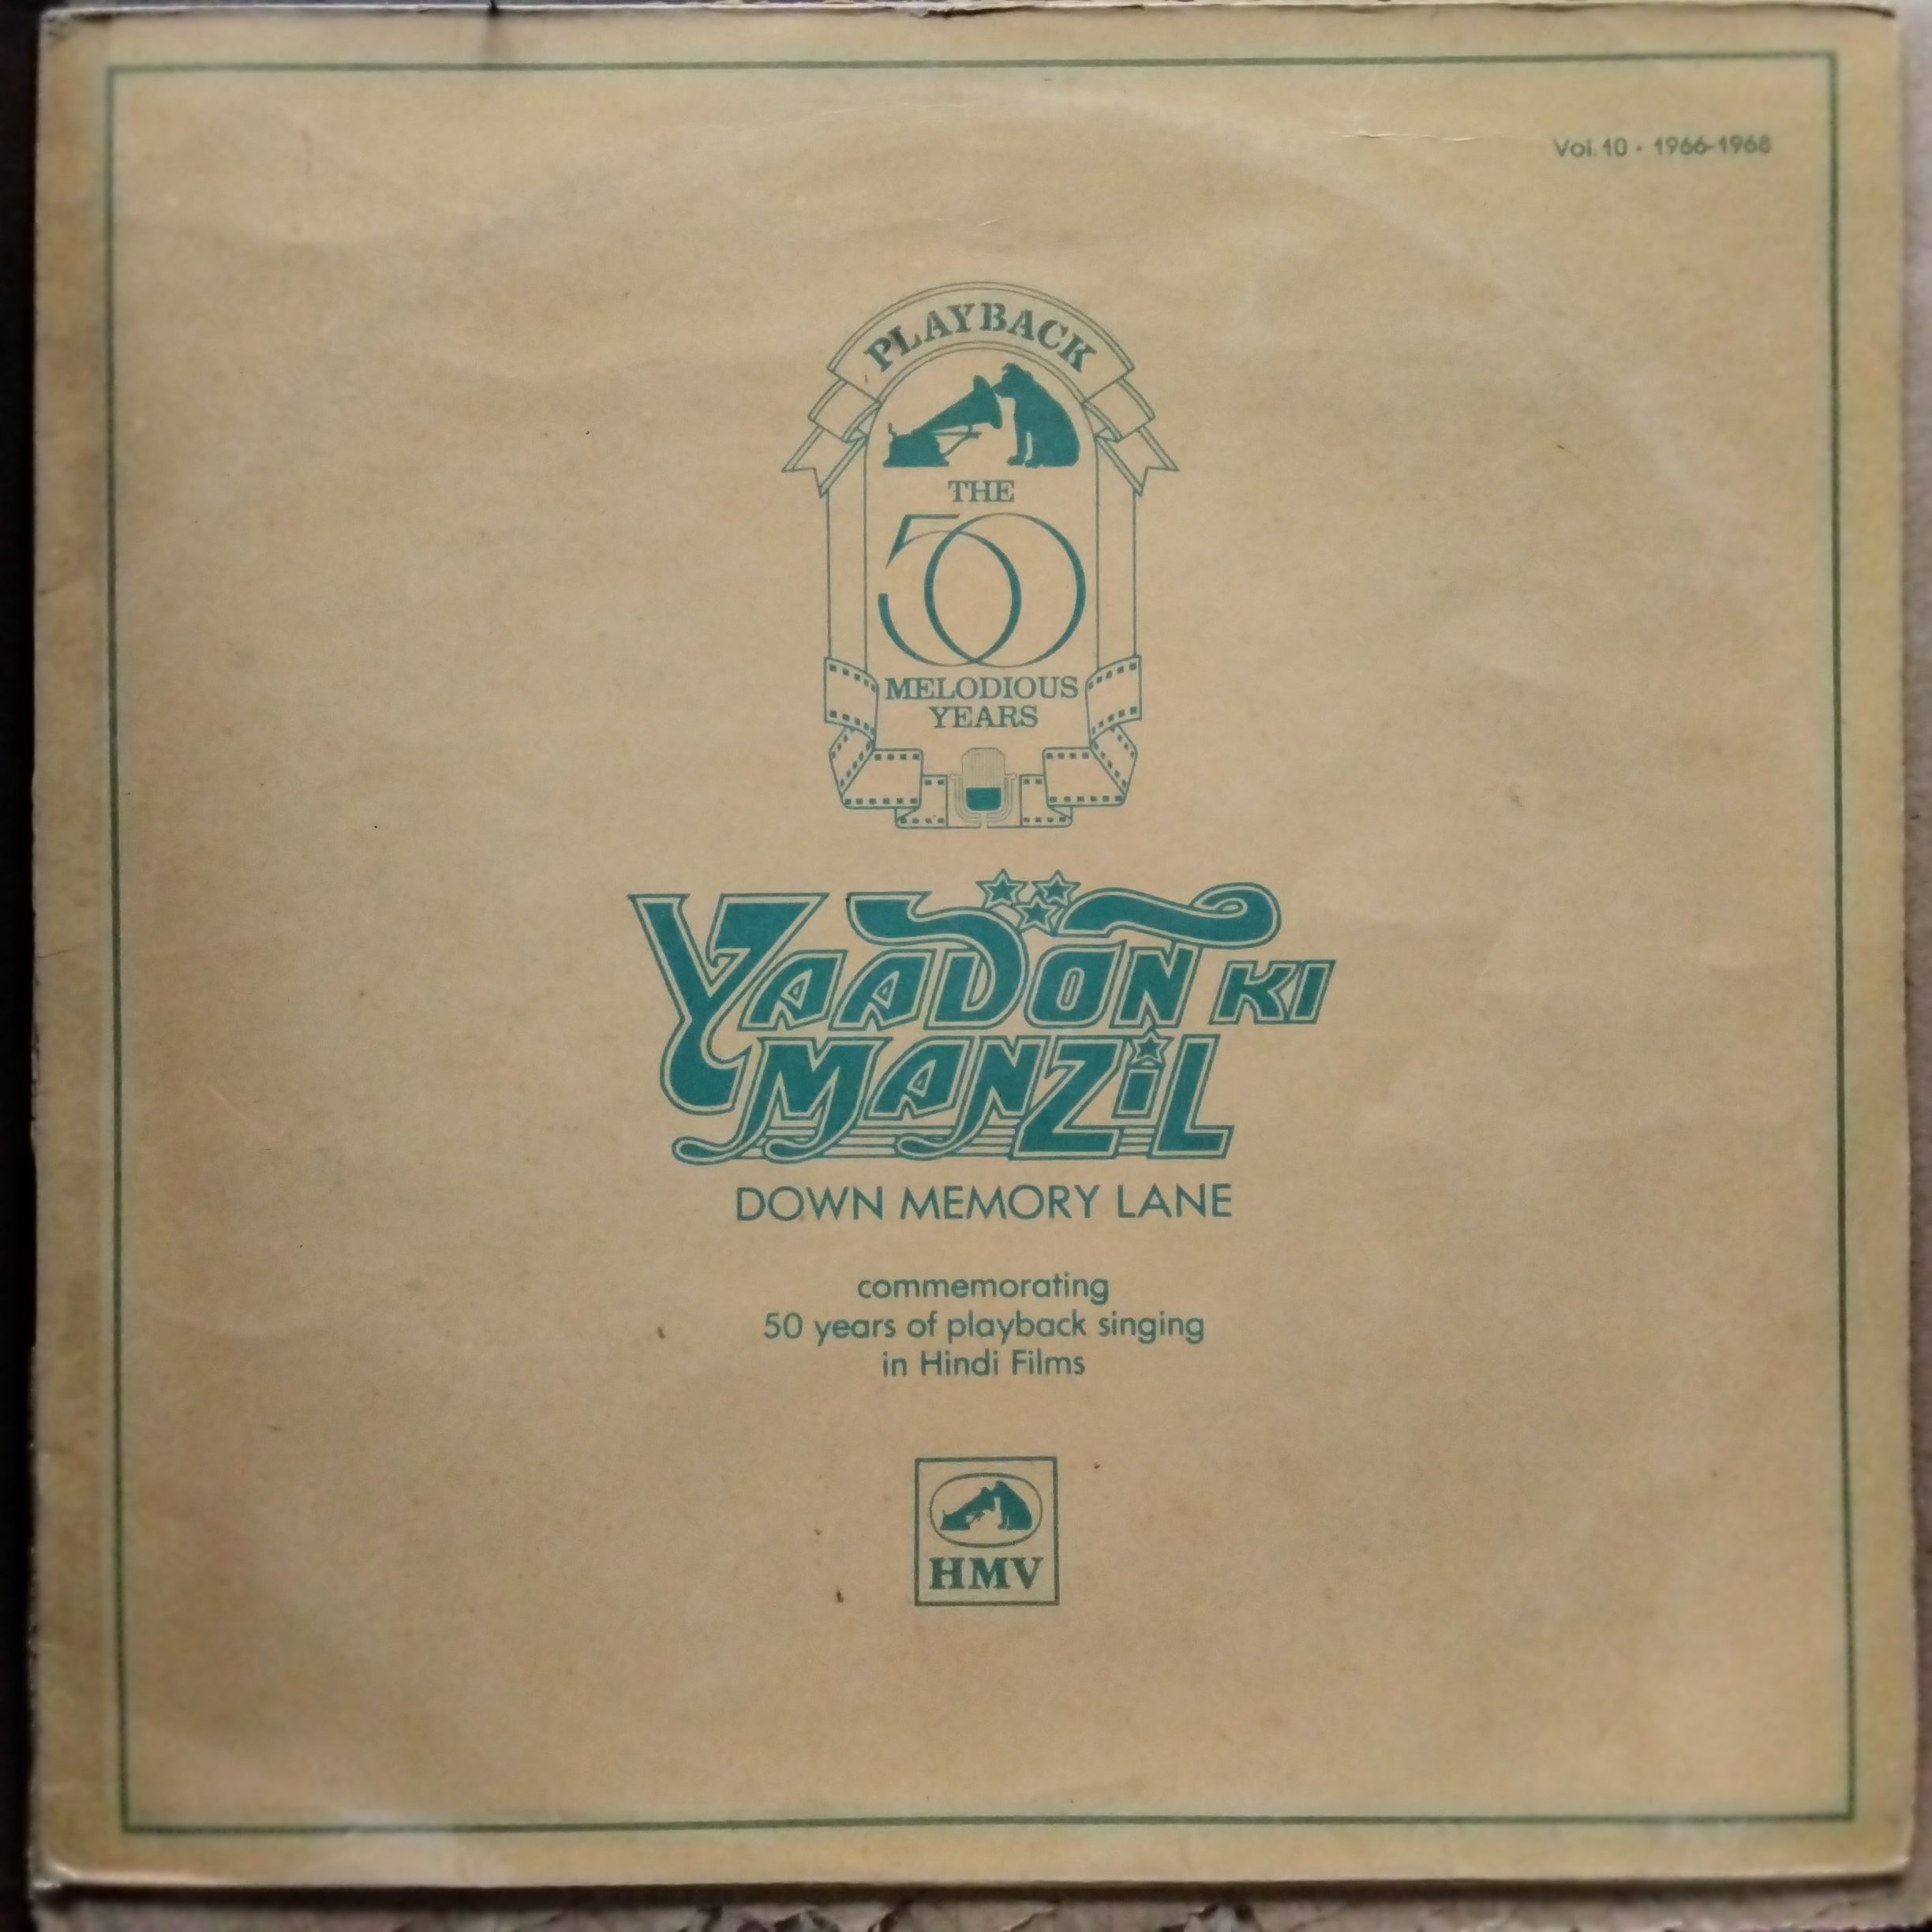 Vol. 10 • 1966-1968
PLAYBACK
THE
50
MELODIOUS
YEARS
YAADON KI
MANZIL
DOWN MEMORY LANE
commemorating
50 years of playback singing
in Hindi Films
HMV